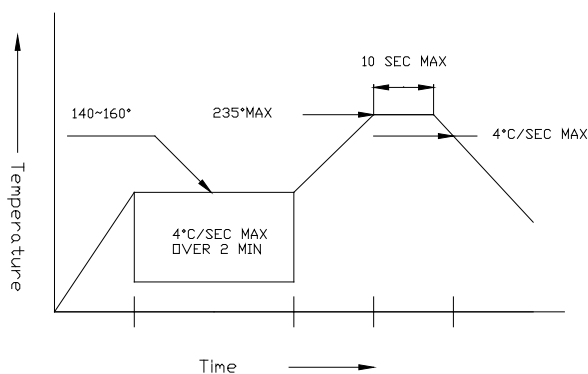 10 SEC MAX
140~160°
235°MAX
4°C/SEC MAX
4°C/SEC MAX
OVER 2 MIN
Temperature
Time